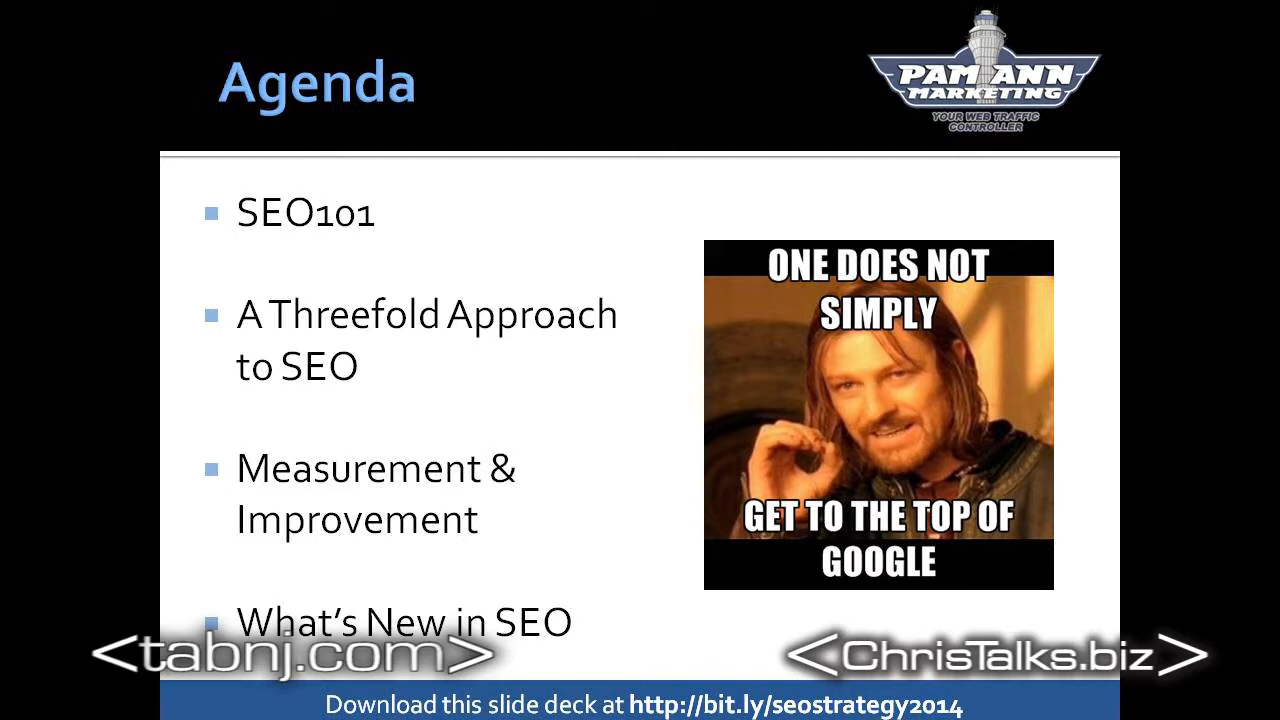 Agenda
PAM ANN
MARKETING
YOUR WEB TRAFFIC
CONTROLLER
SEO101
A Threefold Approach
to SEO
Measurement &
Improvement
What's New in SEO
ONE DOES NOT
SIMPLY
GET TO THE TOP OF
GOOGLE
<tabnj.com>
<ChrisTalks.biz>
Download this slide deck at http://bit.ly/seostrategy2014